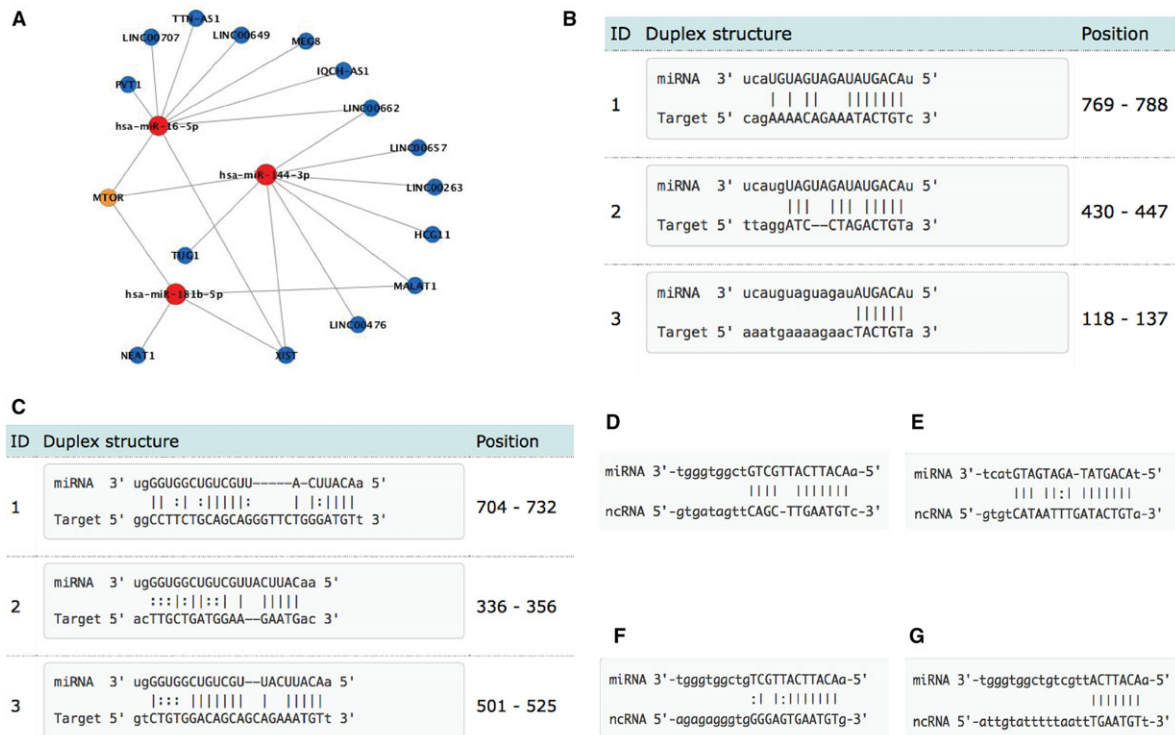 A
TTN-AS1
LINC00707
LINC00649
MEG8
PVT1
IQCH-AS1
LINC00662
hsa-miR-16-5p
LINC00657
hsa-miR-144-3p
LINC00263
MTOR
HCG11
TUG1
MALAT1
hsa-miR-181b-5p
LINC00476
NEAT1
XIST
B
ID Duplex structure Position
miRNA 3' ucaUGUAGUAGAUAUGACAu 5'
1 769 - 788
Target 5' cagAAAACAGAAATACTGTc 3'
miRNA 3' ucaugUAGUAGAUAUGACAu 5'
2 430 - 447
Target 5' ttaggATC--CTAGACTGTa 3'
miRNA 3' ucauguaguagauAUGACAu 5'
3 118 - 137
Target 5' aaatgaaaagaacTACTGTa 3'
C
ID Duplex structure Position
miRNA 3' ugGGUGGCUGUCGUU-----A-CUUACAa 5'
1 704 - 732
Target 5' ggCCTTCTGCAGCAGGGTTCTGGGATGTt 3'
miRNA 3' ugGGUGGCUGUCGUUACUUACaa 5'
2 336 - 356
Target 5' acTTGCTGATGGAA--GAATGac 3'
miRNA 3' ugGGUGGCUGUCGU--UACUUACAa 5'
3 501 - 525
Target 5' gtCTGTGGACAGCAGCAGAAATGTt 3'
D
miRNA 3'-tgggtggctGTCGTTACTTACAa-5'
ncRNA 5'-gtgatagttCAGC-TTGAATGTc-3'
E
miRNA 3'-tcatGTAGTAGA-TATGACAt-5'
ncRNA 5'-gtgtCATAATTTGATACTGTa-3'
F
miRNA 3'-tgggtggctgTCGTTACTTACAa-5'
ncRNA 5'-agagagggtgGGGAGTGAATGTg-3'
G
miRNA 3'-tgggtggctgtcgttACTTACAa-5'
ncRNA 5'-attgtatttttaattTGAATGTt-3'